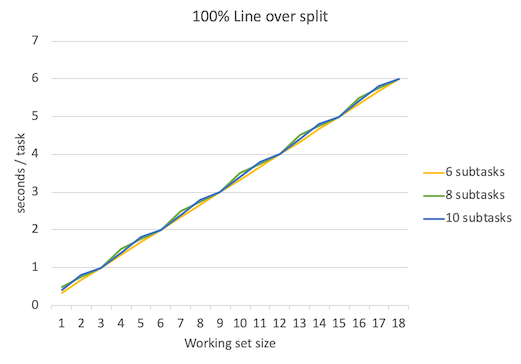 100% Line over split
7
6
5
4
3
2
1
0
seconds / task
1 2 3 4 5 6 7 8 9 10 11 12 13 14 15 16 17 18
Working set size
6 subtasks
8 subtasks
10 subtasks